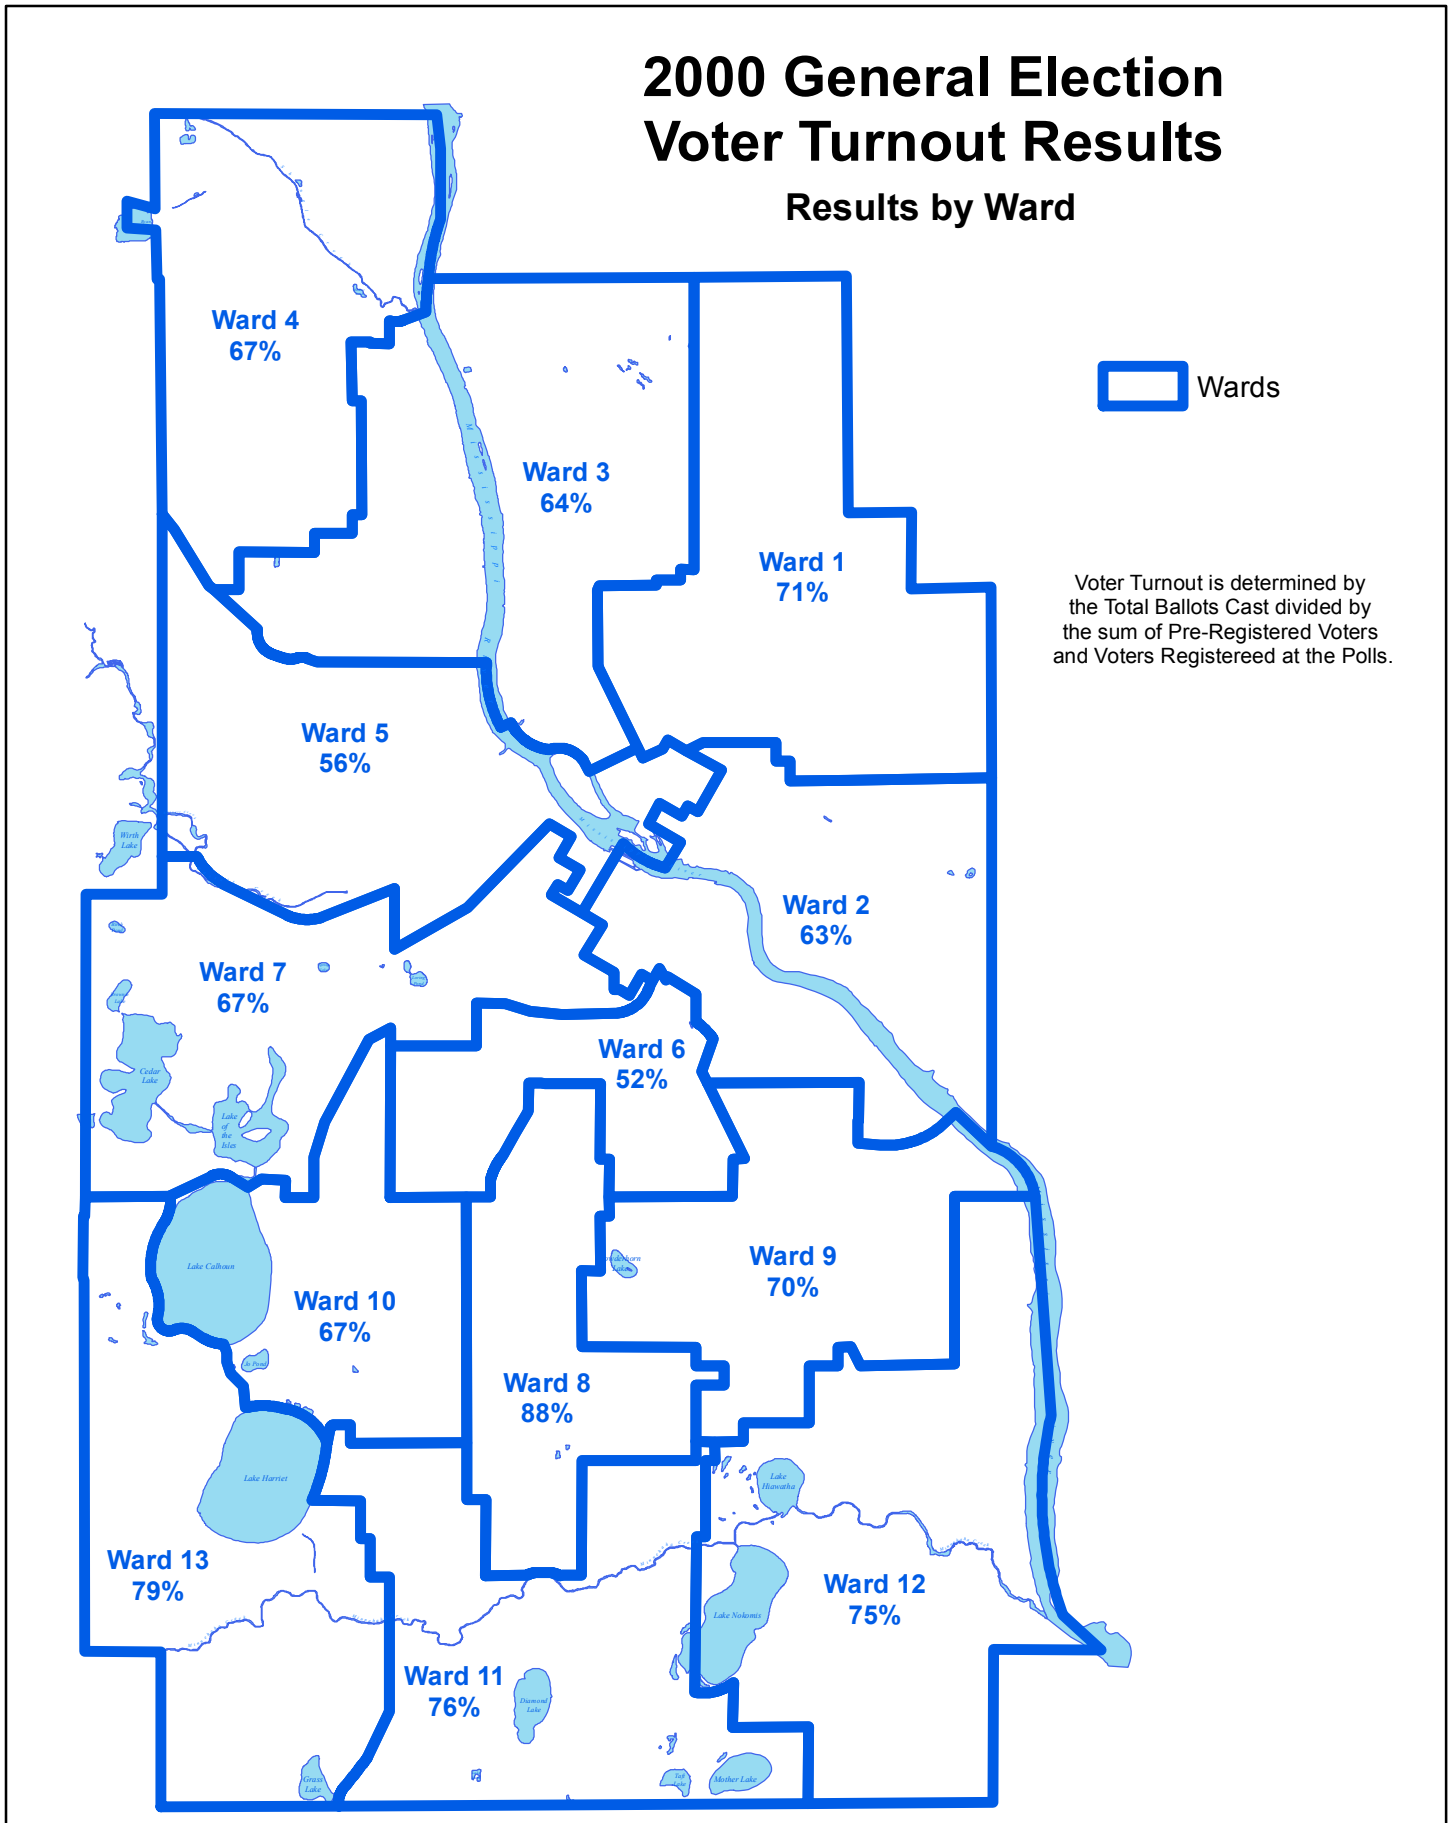 2000 General Election
Voter Turnout Results
Results by Ward
Wards
Voter Turnout is determined by
the Total Ballots Cast divided by
the sum of Pre-Registered Voters
and Voters Registereed at the Polls.
Ward 4
67%
Ward 3
64%
Ward 1
71%
Ward 5
56%
Wirth
Lake
Ward 2
63%
Ward 7
67%
Cedar
Lake
Lake
of
the
Isles
Ward 6
52%
Lake Calhoun
Ward 10
67%
Ward 9
70%
Ward 8
88%
Lake Harriet
Lake
Hiawatha
Ward 13
79%
Ward 12
75%
Lake Nokomis
Ward 11
76%
Diamond
Lake
Grass
Lake
Taft
Lake
Mother Lake